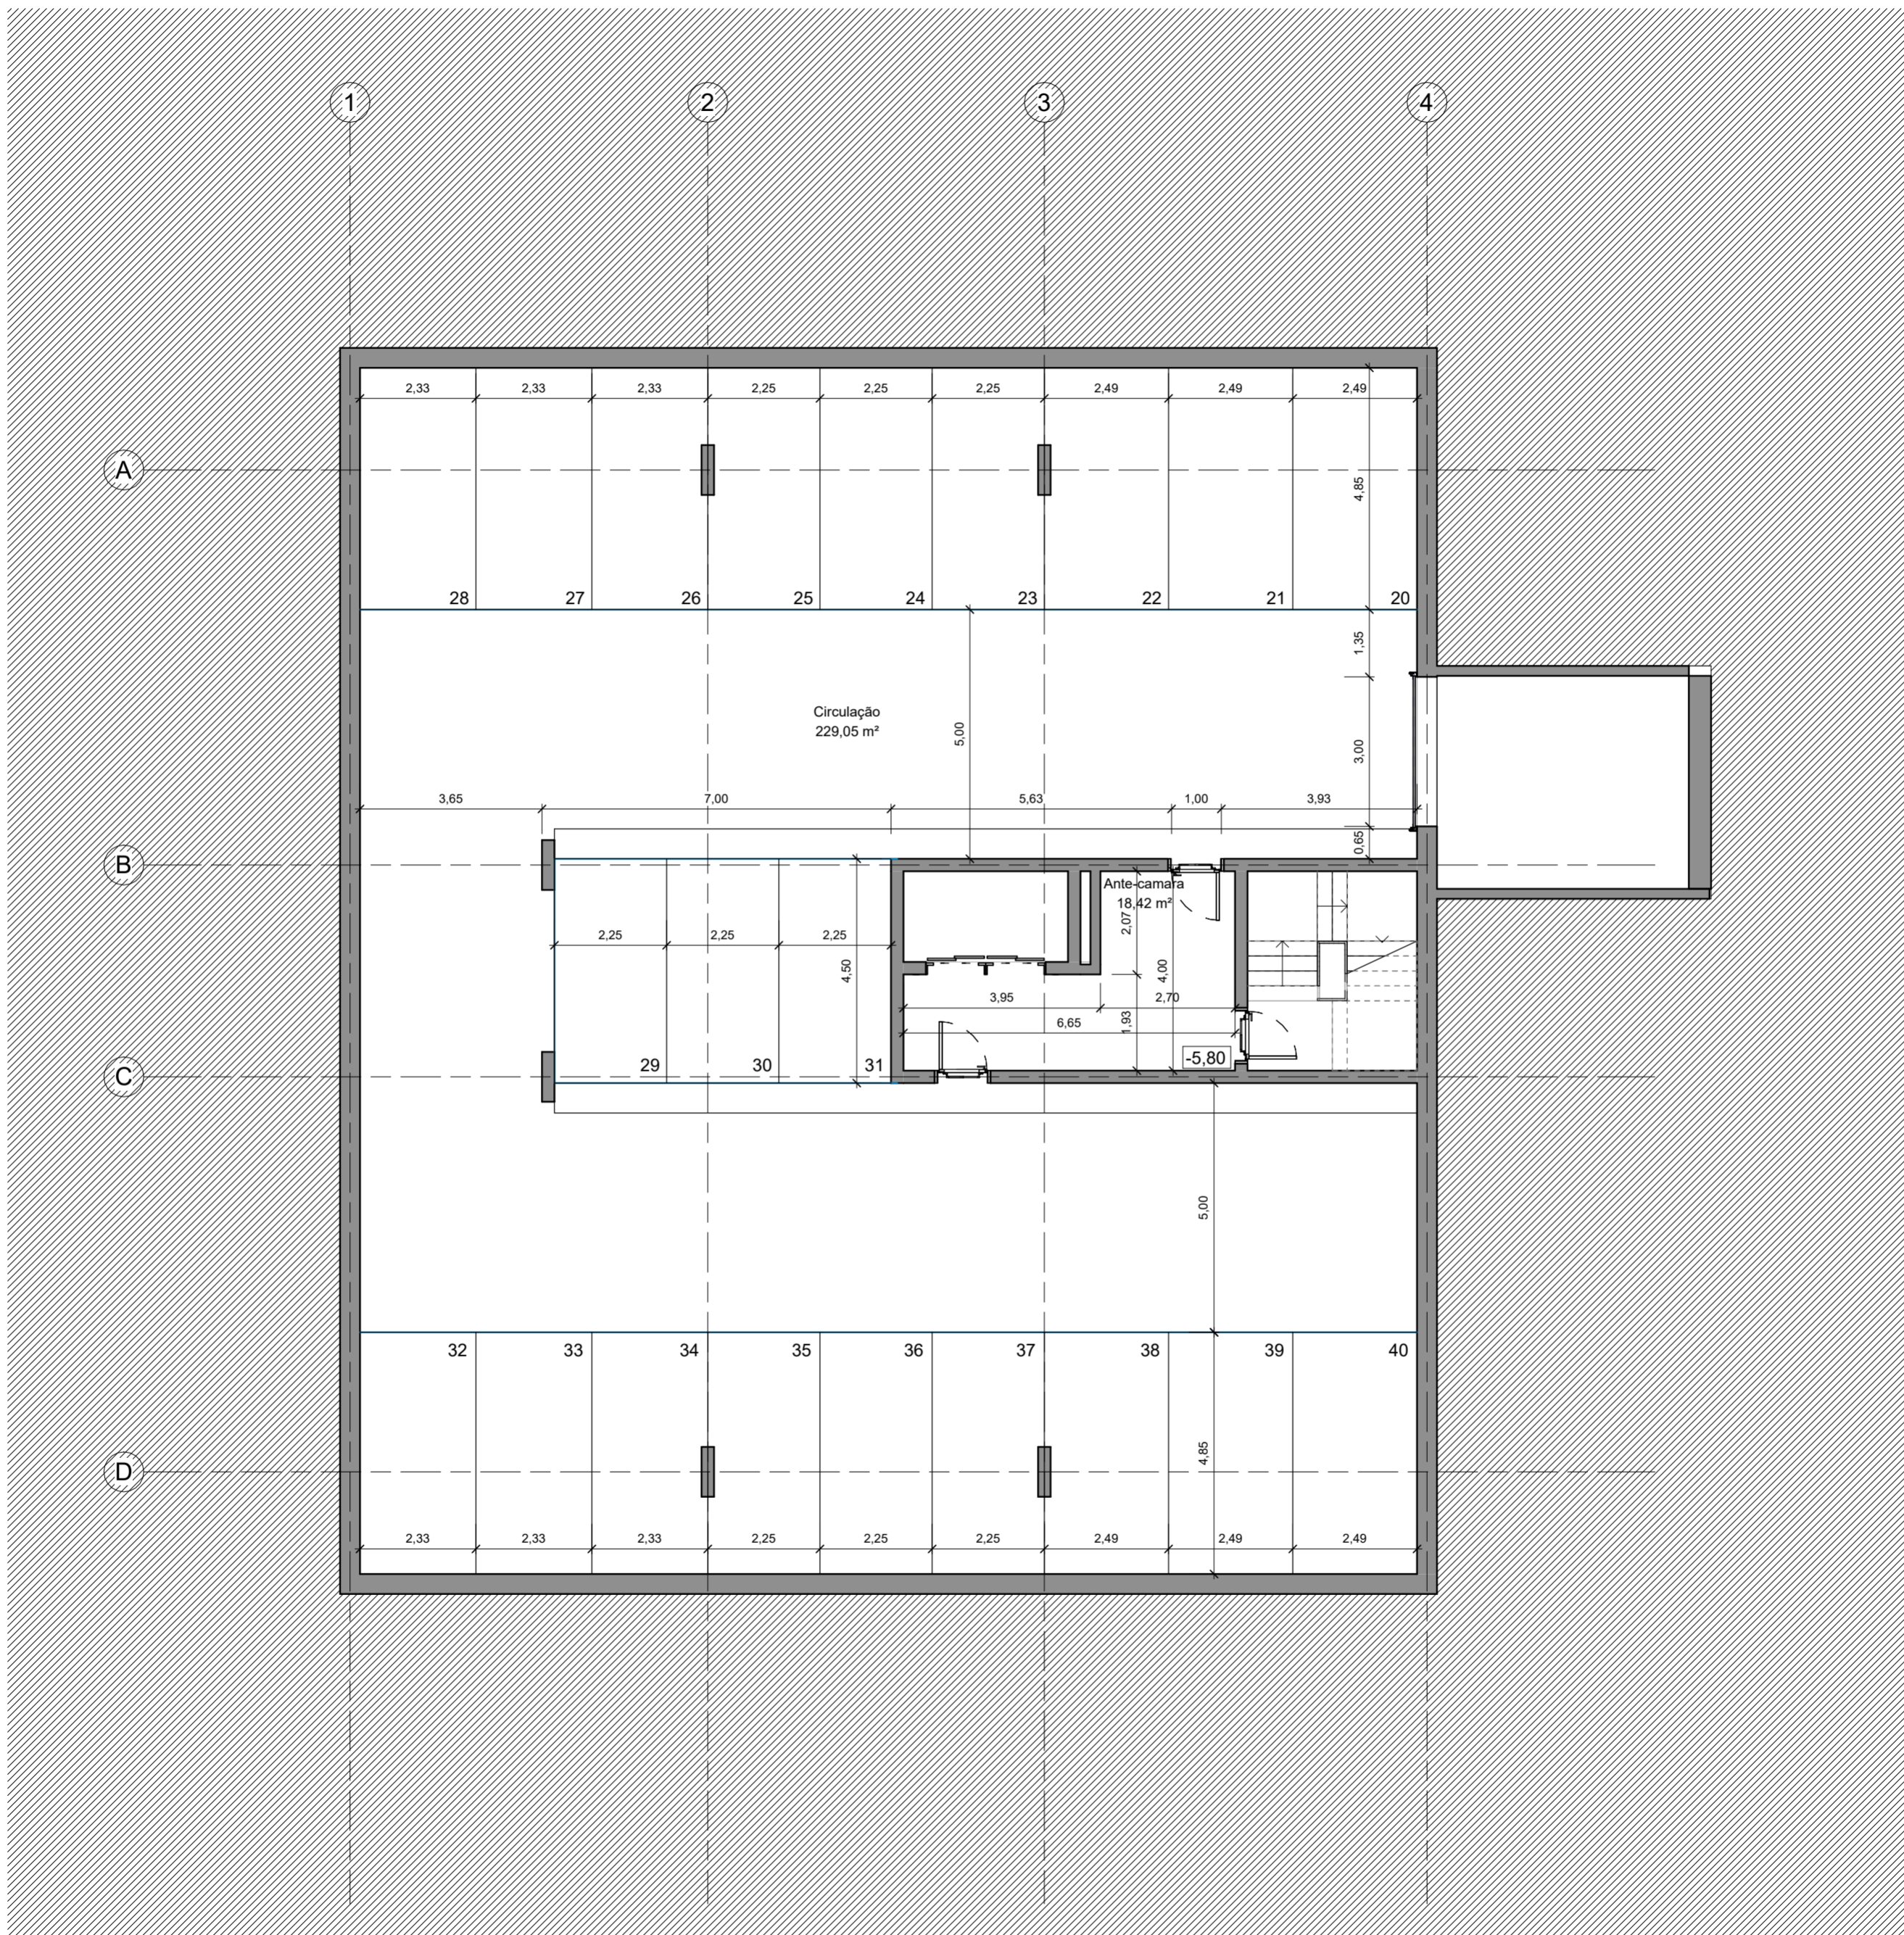 1 2 3 4
2,33 2,33 2,33 2,25 2,25 2,25 2,49 2,49 2,49
A
4,85
28 27 26 25 24 23 22 21 20
1,35
Circulação
229,05 m²
5,00
3,00
3,65 7,00 5,63 1,00 3,93
0,65
B
Ante-camara
18,42 m²
2,07
2,25 2,25 2,25
4,50
4,00
3,95 2,70
1,93
6,65
-5,80
29 30 31
C
5,00
32 33 34 35 36 37 38 39 40
4,85
D
2,33 2,33 2,33 2,25 2,25 2,25 2,49 2,49 2,49